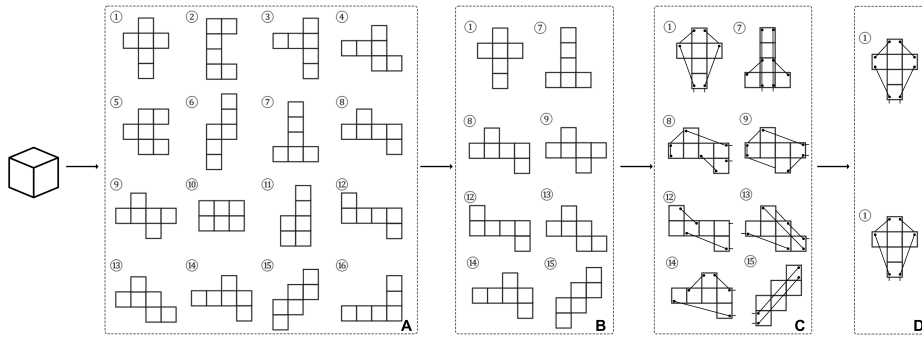 ① ② ③ ④
⑤ ⑥ ⑦ ⑧
⑨ ⑩ ⑪ ⑫
⑬ ⑭ ⑮ ⑯
A
① ⑦
⑧ ⑨
⑫ ⑬
⑭ ⑮
B
① ⑦
⑧ ⑨
⑫ ⑬
⑭ ⑮
C
①
①
D